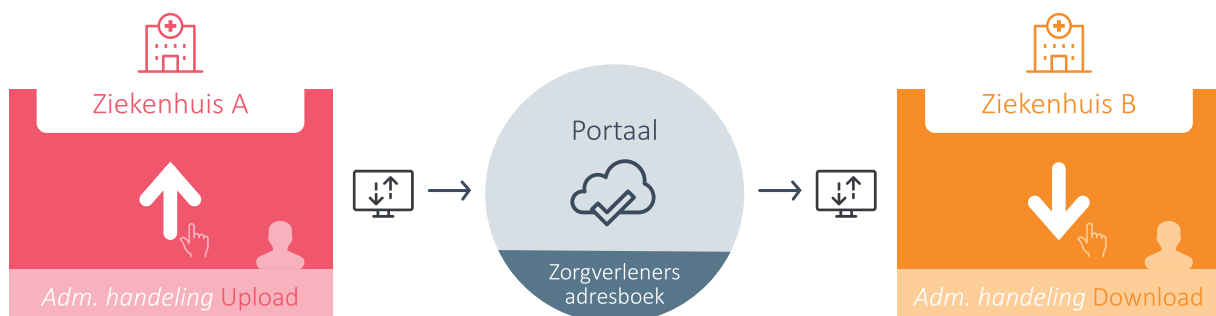 Ziekenhuis A
Adm. handeling Upload
Portaal
Zorgverleners
adresboek
Ziekenhuis B
Adm. handeling Download